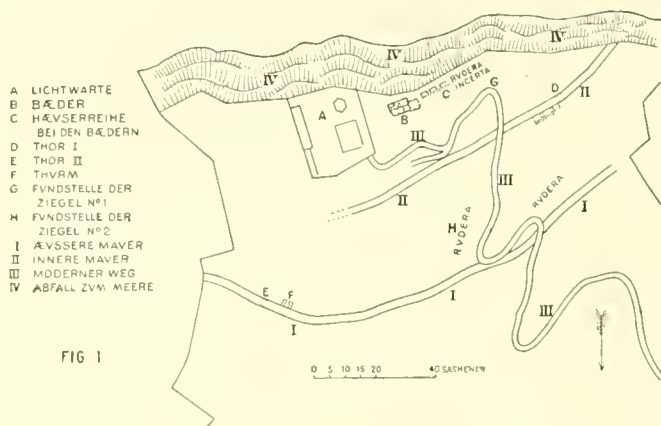 A LICHTWARTE
B BÆDER
C HÆVSERREIHE
BEI DEN BÆDERN
D THOR I
E THOR II
F THVRM
G FVNDSTELLE DER
ZIEGEL Nº1
H FVNDSTELLE DER
ZIEGEL Nº2
I ÆVSSERE MAVER
II INNERE MAVER
III MODERNER WEG
IV ABFALL ZVM MEERE
FIG 1
IV
IV
IV
IV
A
B
C
RVDERA
INCERTA
G
D
II
III
II
III
RVDERA
I
H
RVDERA
E
F
I
I
III
0 5 10 15 20 40 SASHENER